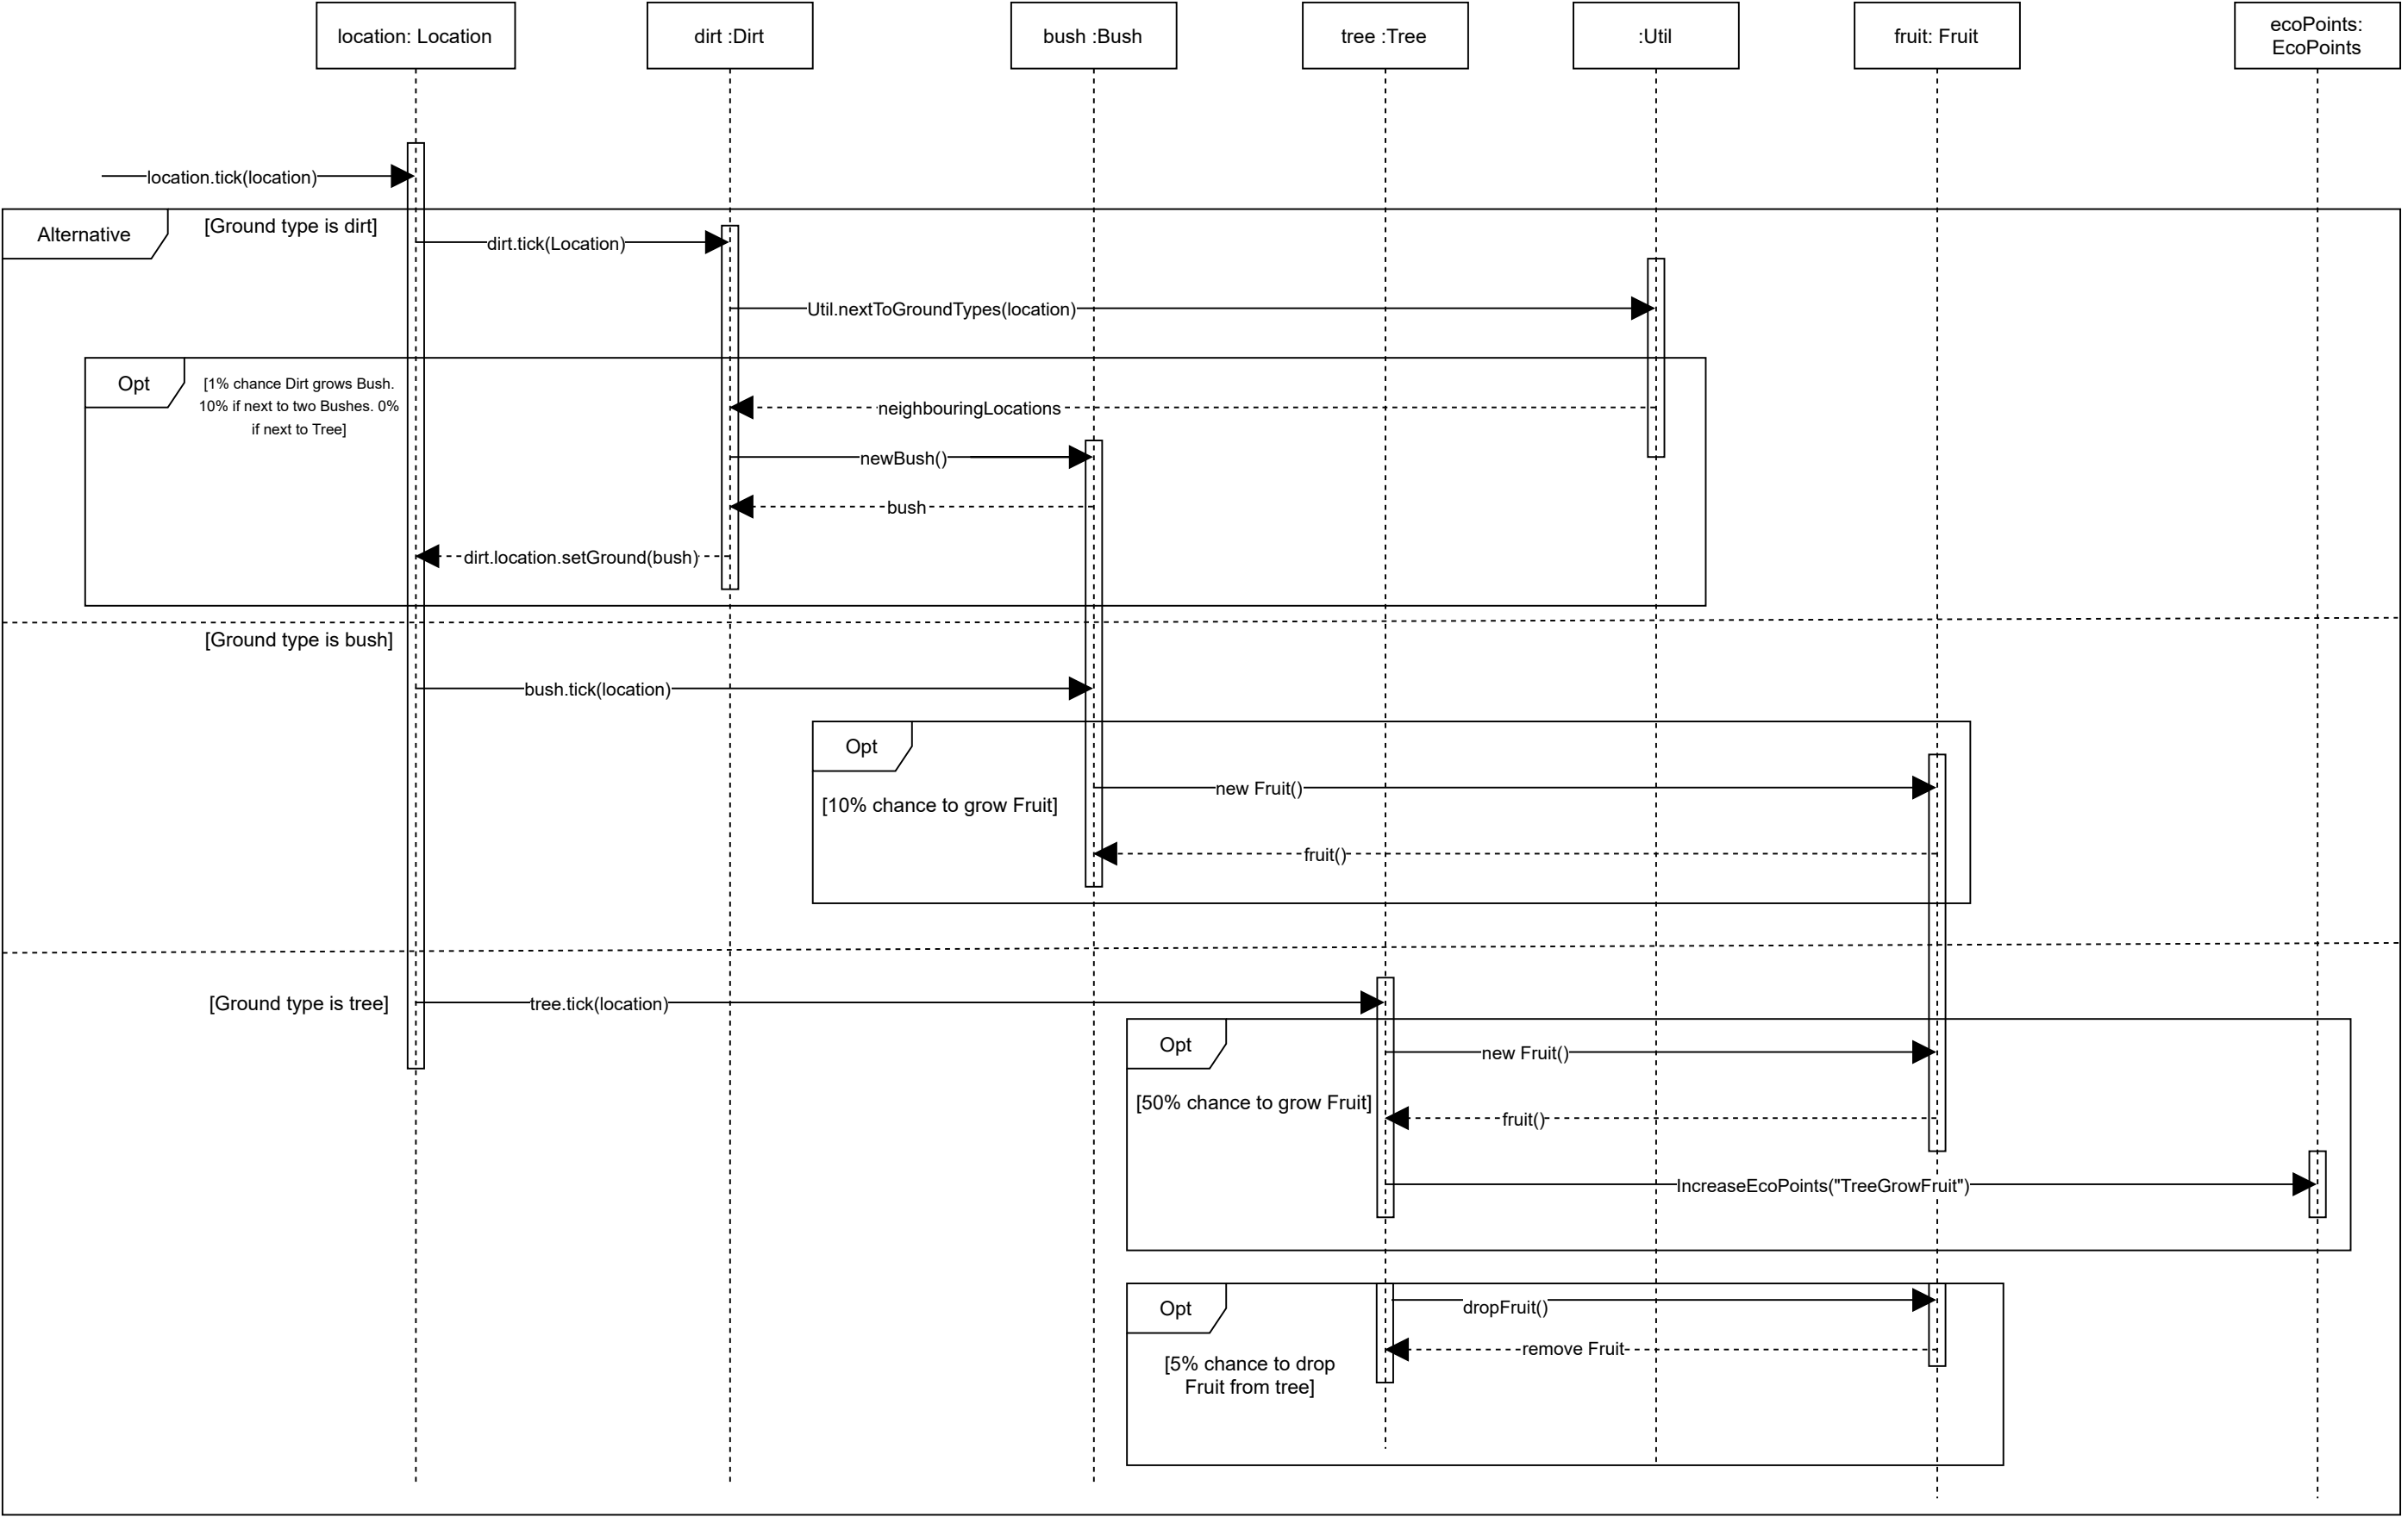 location: Location
dirt :Dirt
bush :Bush
tree :Tree
:Util
fruit: Fruit
ecoPoints:
EcoPoints
location.tick(location)
Alternative
[Ground type is dirt]
dirt.tick(Location)
Util.nextToGroundTypes(location)
Opt
[1% chance Dirt grows Bush.
10% if next to two Bushes. 0%
if next to Tree]
neighbouringLocations
newBush()
bush
dirt.location.setGround(bush)
[Ground type is bush]
bush.tick(location)
Opt
[10% chance to grow Fruit]
new Fruit()
fruit()
[Ground type is tree]
tree.tick(location)
Opt
[50% chance to grow Fruit]
new Fruit()
fruit()
IncreaseEcoPoints("TreeGrowFruit")
Opt
[5% chance to drop
Fruit from tree]
dropFruit()
remove Fruit